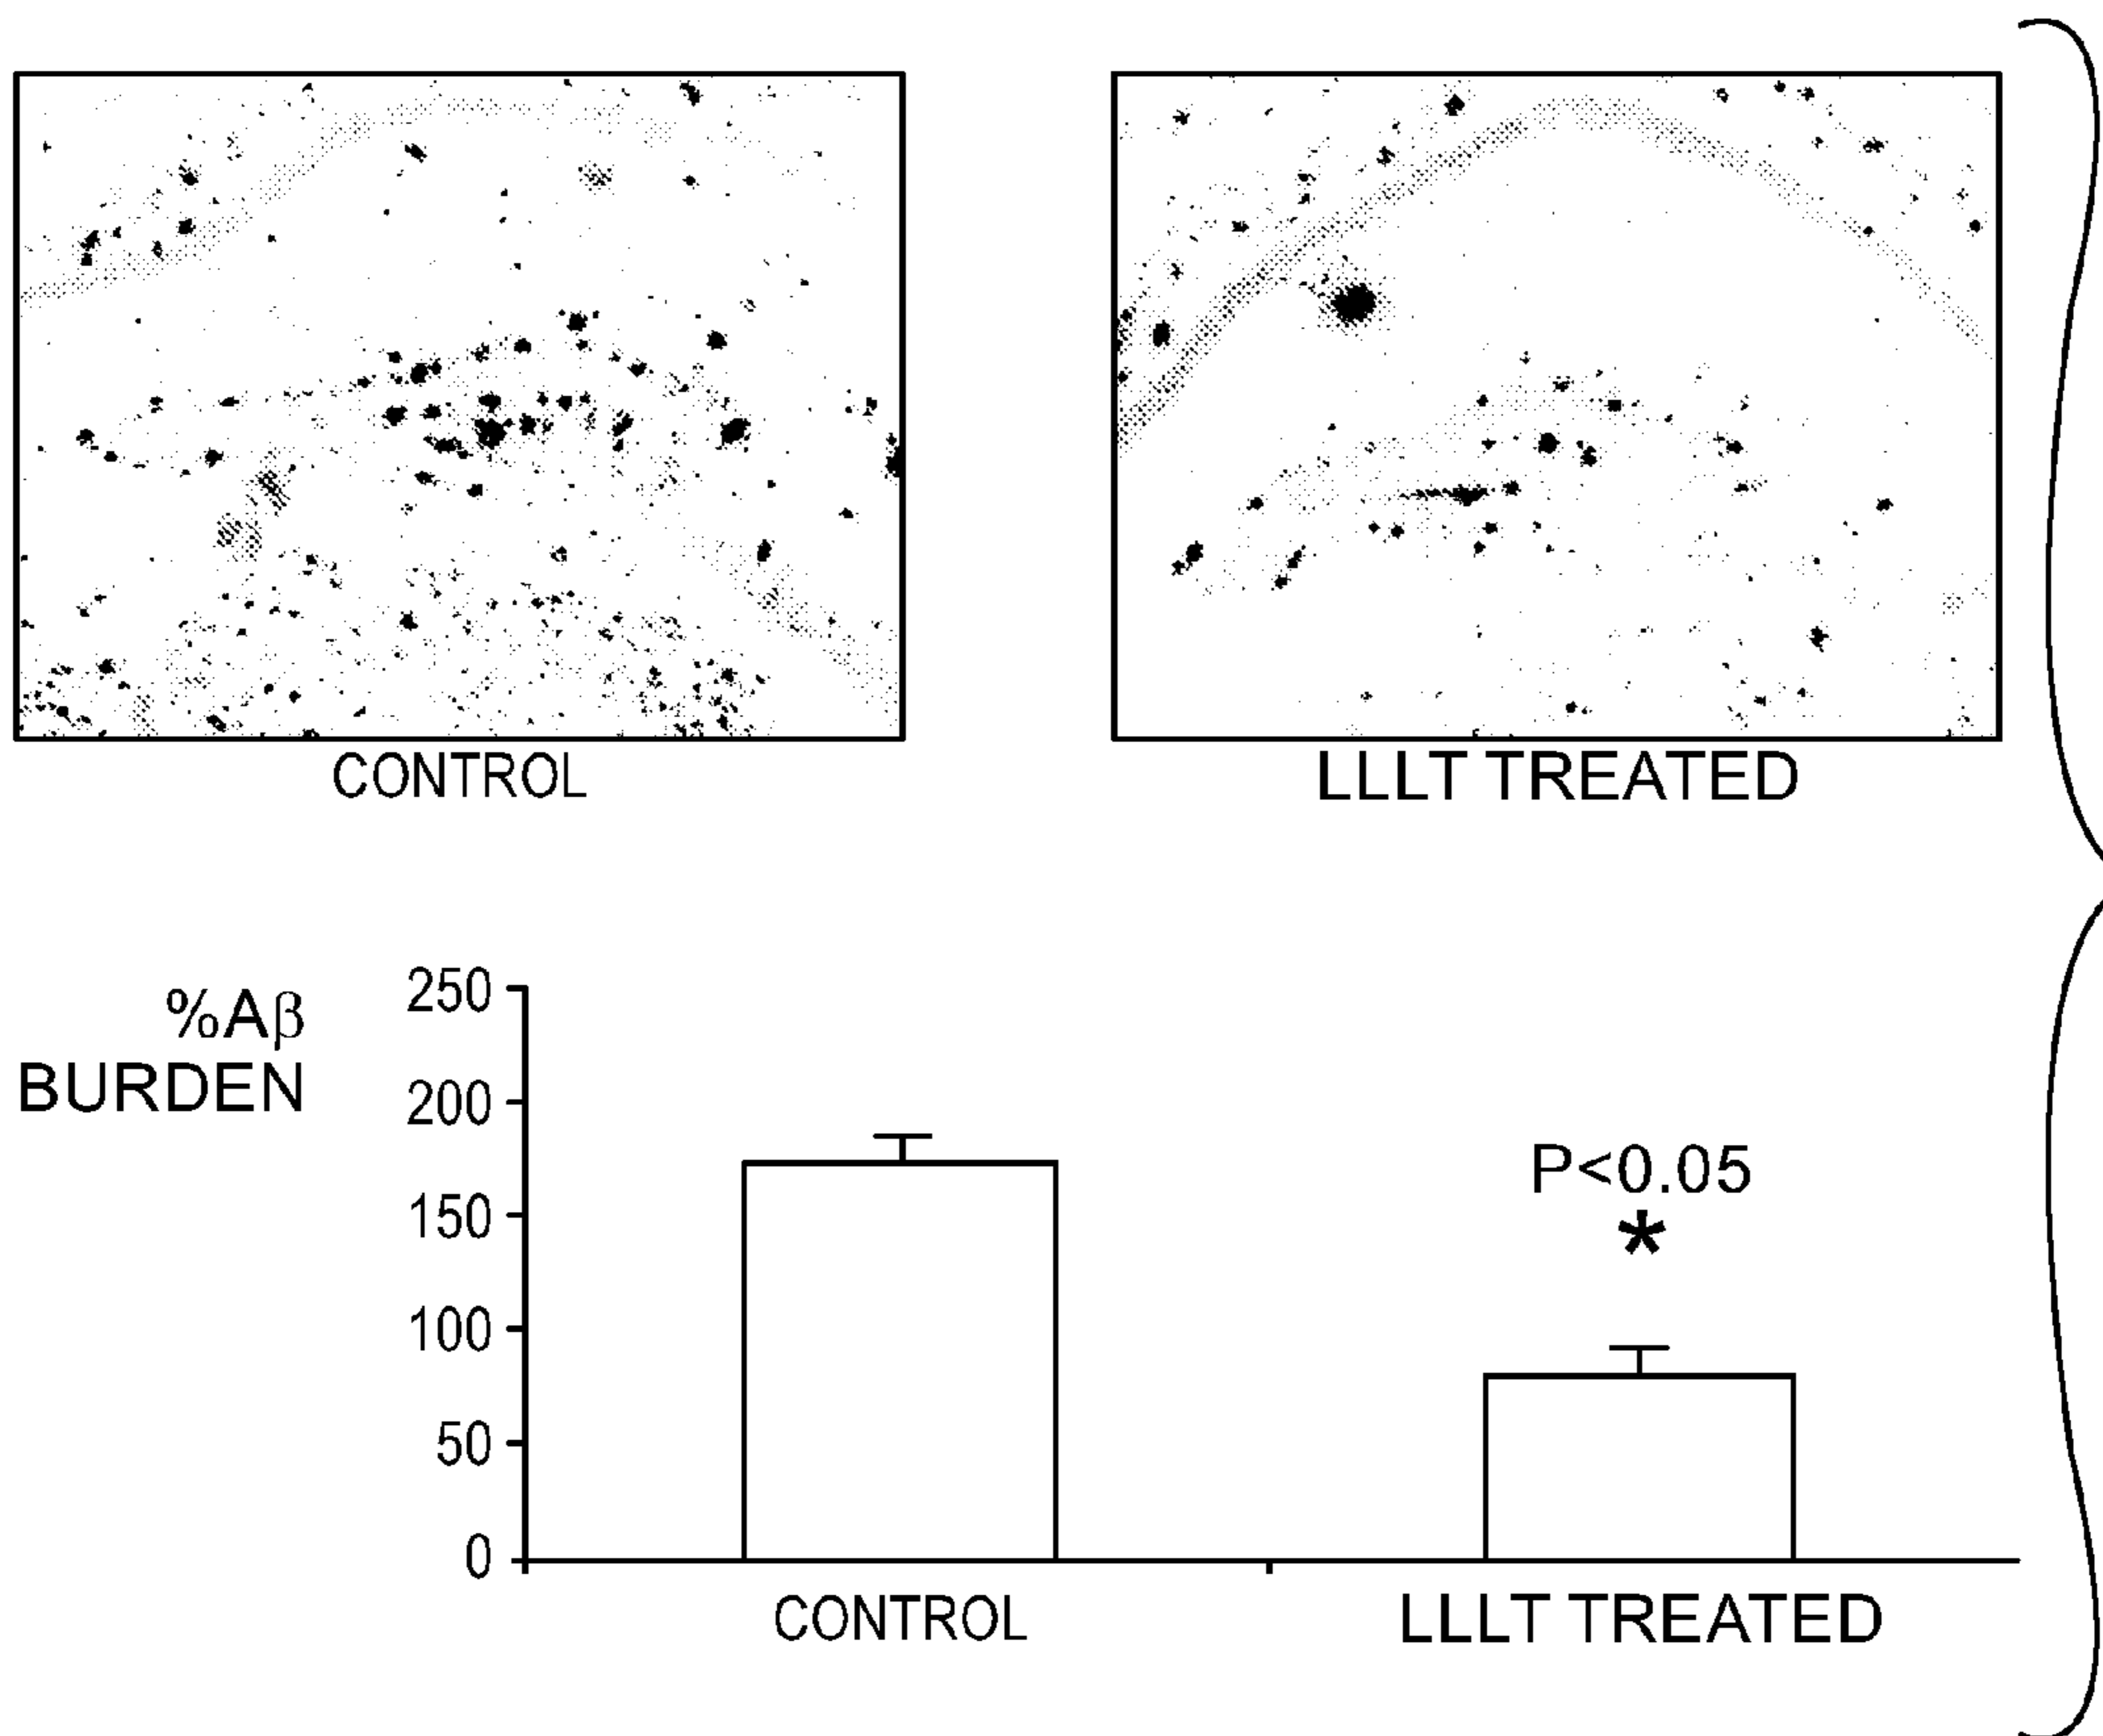 CONTROL
LLLT TREATED
%Aβ
BURDEN
250
200
150
100
50
0
P<0.05
*
CONTROL
LLLT TREATED